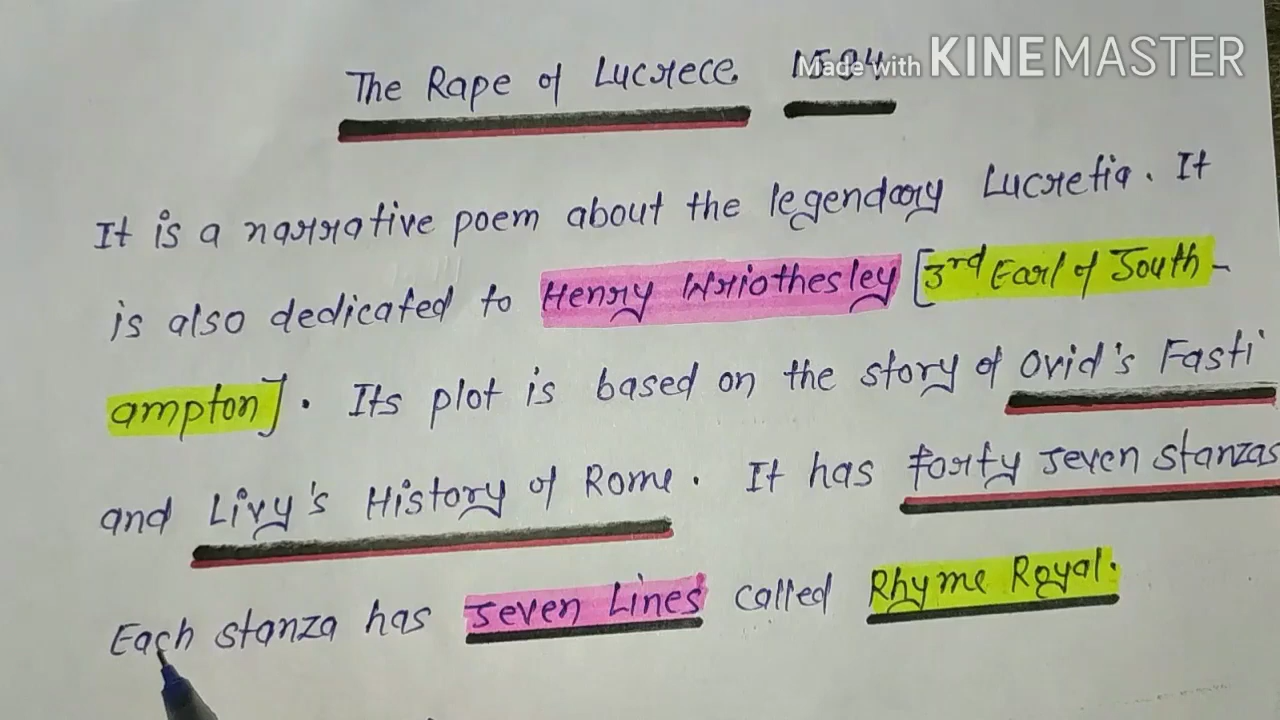 The Rape of Lucrece. 1594
Made with KINEMASTER
It is a narrative poem about the legendary Lucretia. It
is also dedicated to Henry Wriothesley [3rd Earl of South-
ampton]. Its plot is based on the story of Ovid's Fasti
and Livy's History of Rome. It has forty seven stanzas
Each stanza has seven Lines called Rhyme Royal.